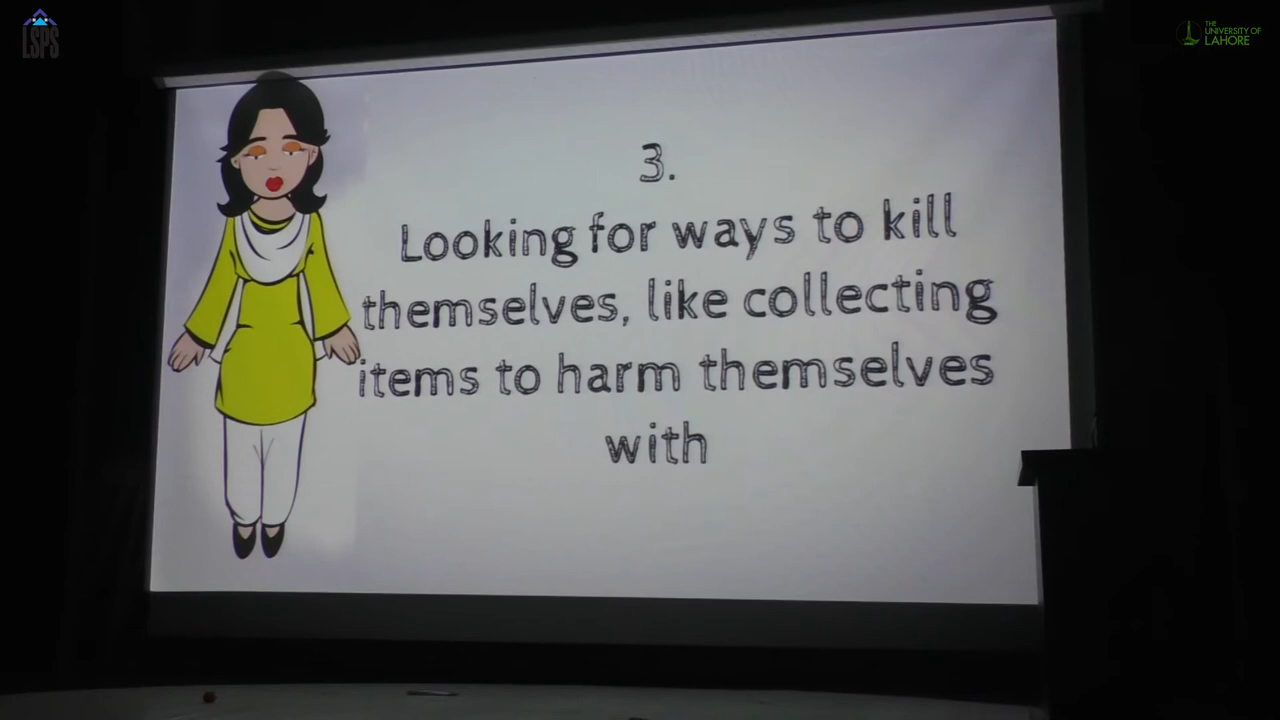 LSPS
THE
UNIVERSITY OF
LAHORE
3.
Looking for ways to kill
themselves, like collecting
items to harm themselves
with